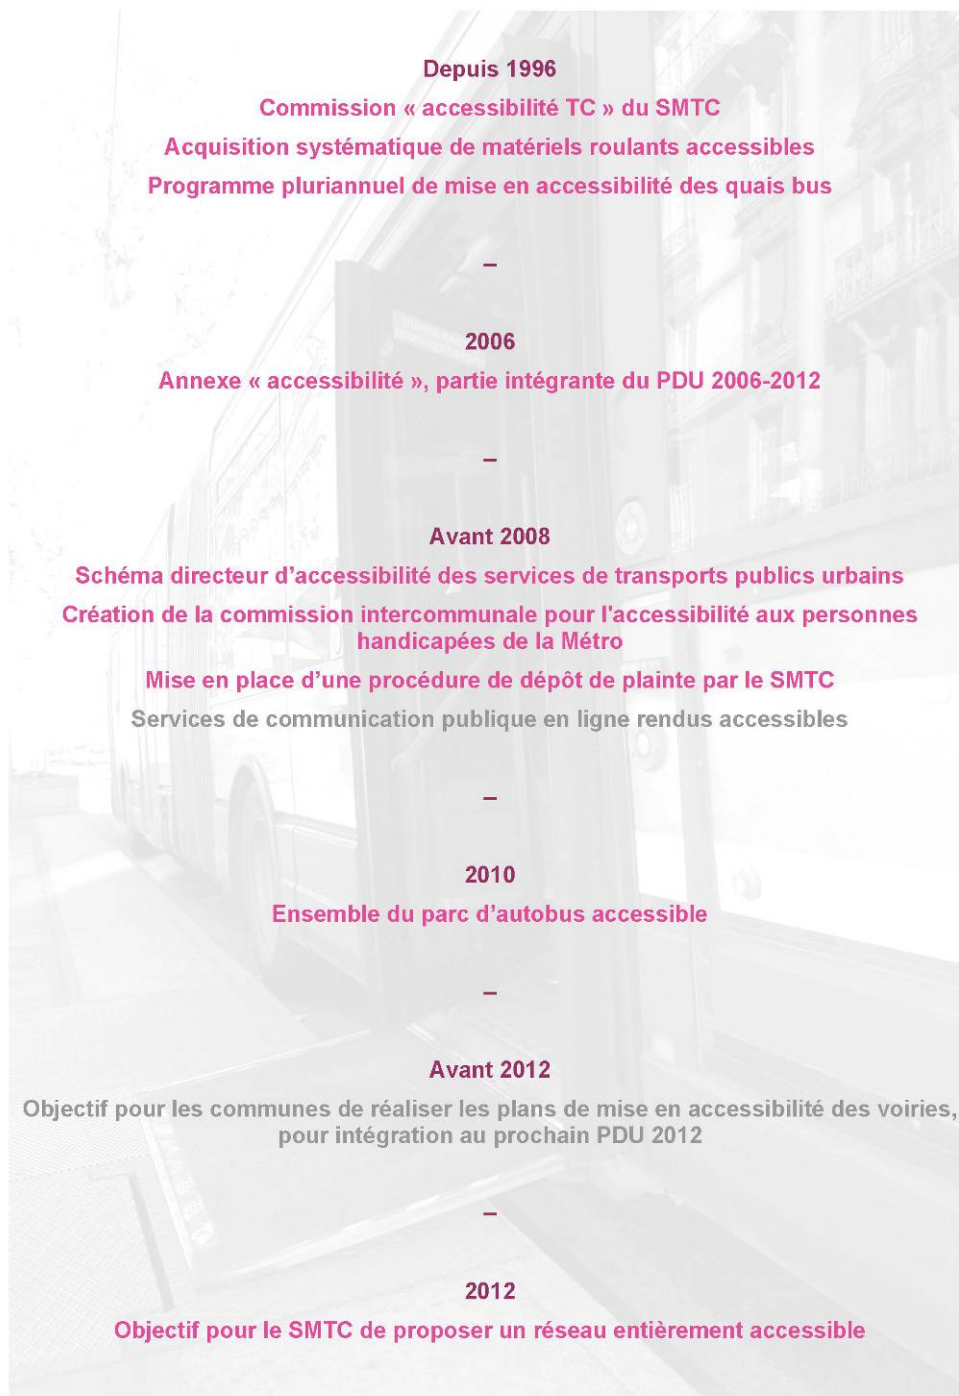 Depuis 1996
Commission « accessibilité TC » du SMTC
Acquisition systématique de matériels roulants accessibles
Programme pluriannuel de mise en accessibilité des quais bus
–
2006
Annexe « accessibilité », partie intégrante du PDU 2006-2012
–
Avant 2008
Schéma directeur d’accessibilité des services de transports publics urbains
Création de la commission intercommunale pour l'accessibilité aux personnes
handicapées de la Métro
Mise en place d’une procédure de dépôt de plainte par le SMTC
Services de communication publique en ligne rendus accessibles
–
2010
Ensemble du parc d’autobus accessible
–
Avant 2012
Objectif pour les communes de réaliser les plans de mise en accessibilité des voiries,
pour intégration au prochain PDU 2012
–
2012
Objectif pour le SMTC de proposer un réseau entièrement accessible